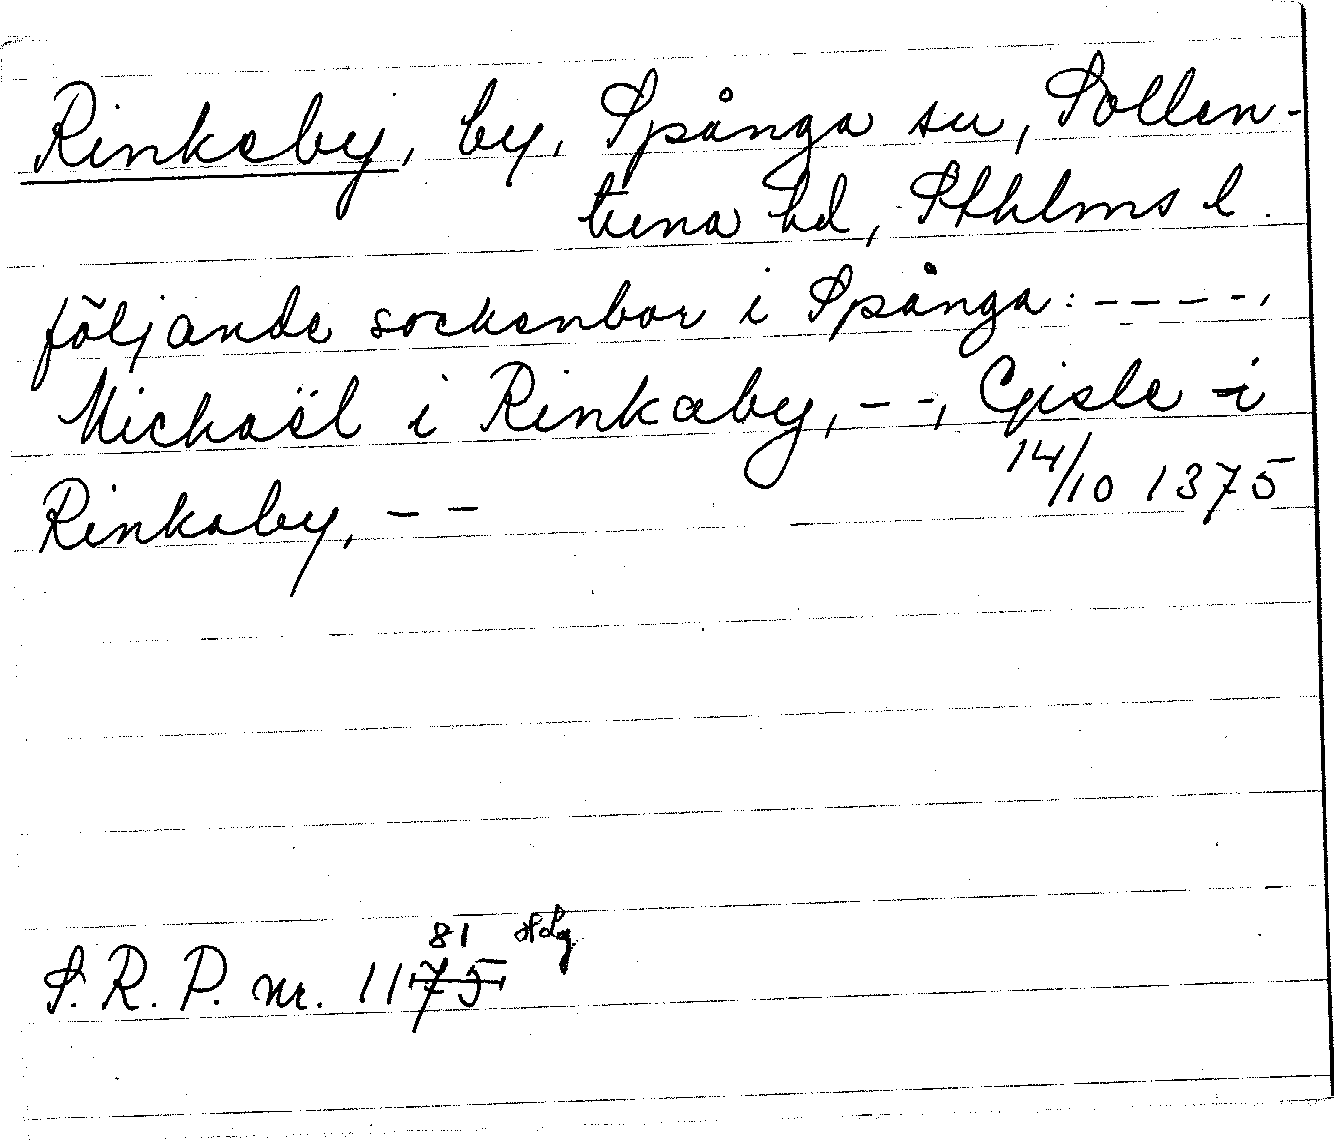 Rinkeby, by, Spånga sn, Sollen-
tuna hd, Sthlms l.
följande sockenbor i Spånga: ----,
Michaël i Rinkaby, --, Gisle i
Rinkaby, -- 14/10 1375
81
S. R. P. nr. 1175